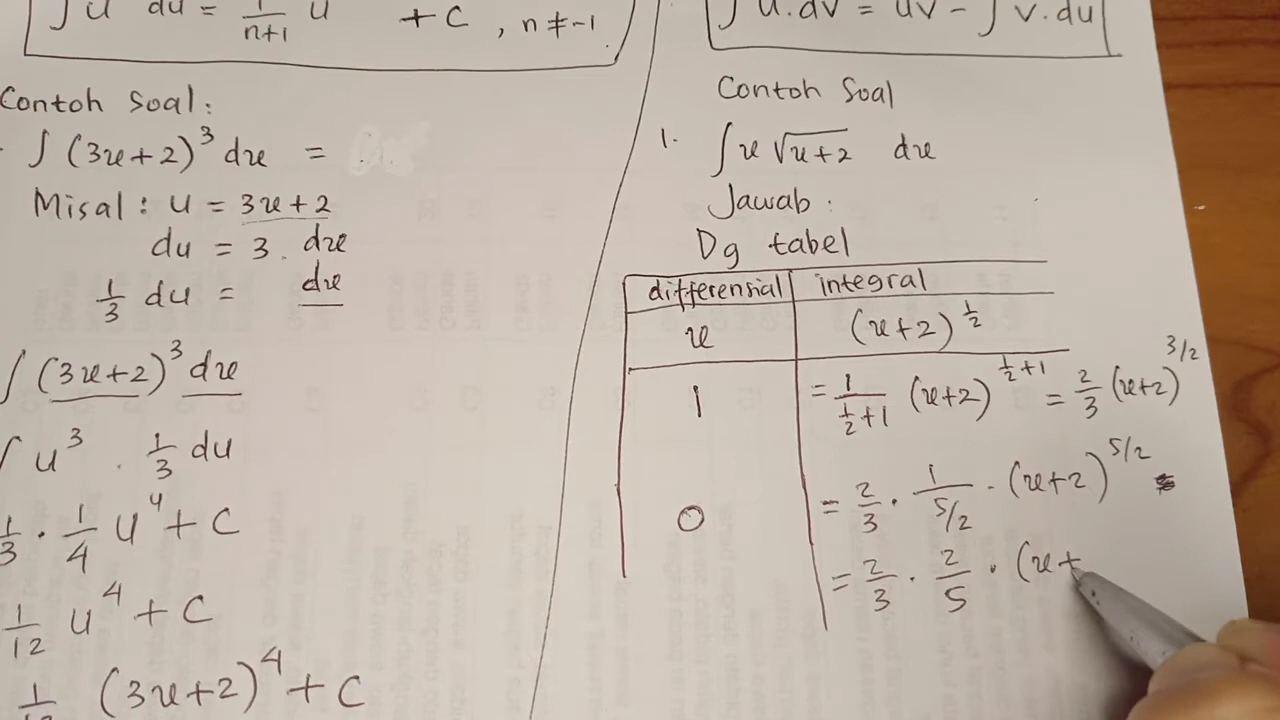 ∫ u du = 1/(n+1) u + C , n ≠ -1
Contoh soal :
∫ (3x+2)³ dx =
Misal : u = 3x+2
du = 3 . dx
1/3 du = dx
∫ (3x+2)³ dx
∫ u³ . 1/3 du
1/3 . 1/4 u⁴ + C
1/12 u⁴ + C
1/12 (3x+2)⁴ + C
∫ u.dv = uv - ∫ v.du
Contoh Soal
1. ∫ x √(x+2) dx
Jawab :
Dg tabel
differensial integral
x (x+2)^(1/2)
1 = 1/(1/2+1) (x+2)^(1/2+1) = 2/3 (x+2)^(3/2)
0 = 2/3 . 1/(5/2) . (x+2)^(5/2)
= 2/3 . 2/5 . (x+